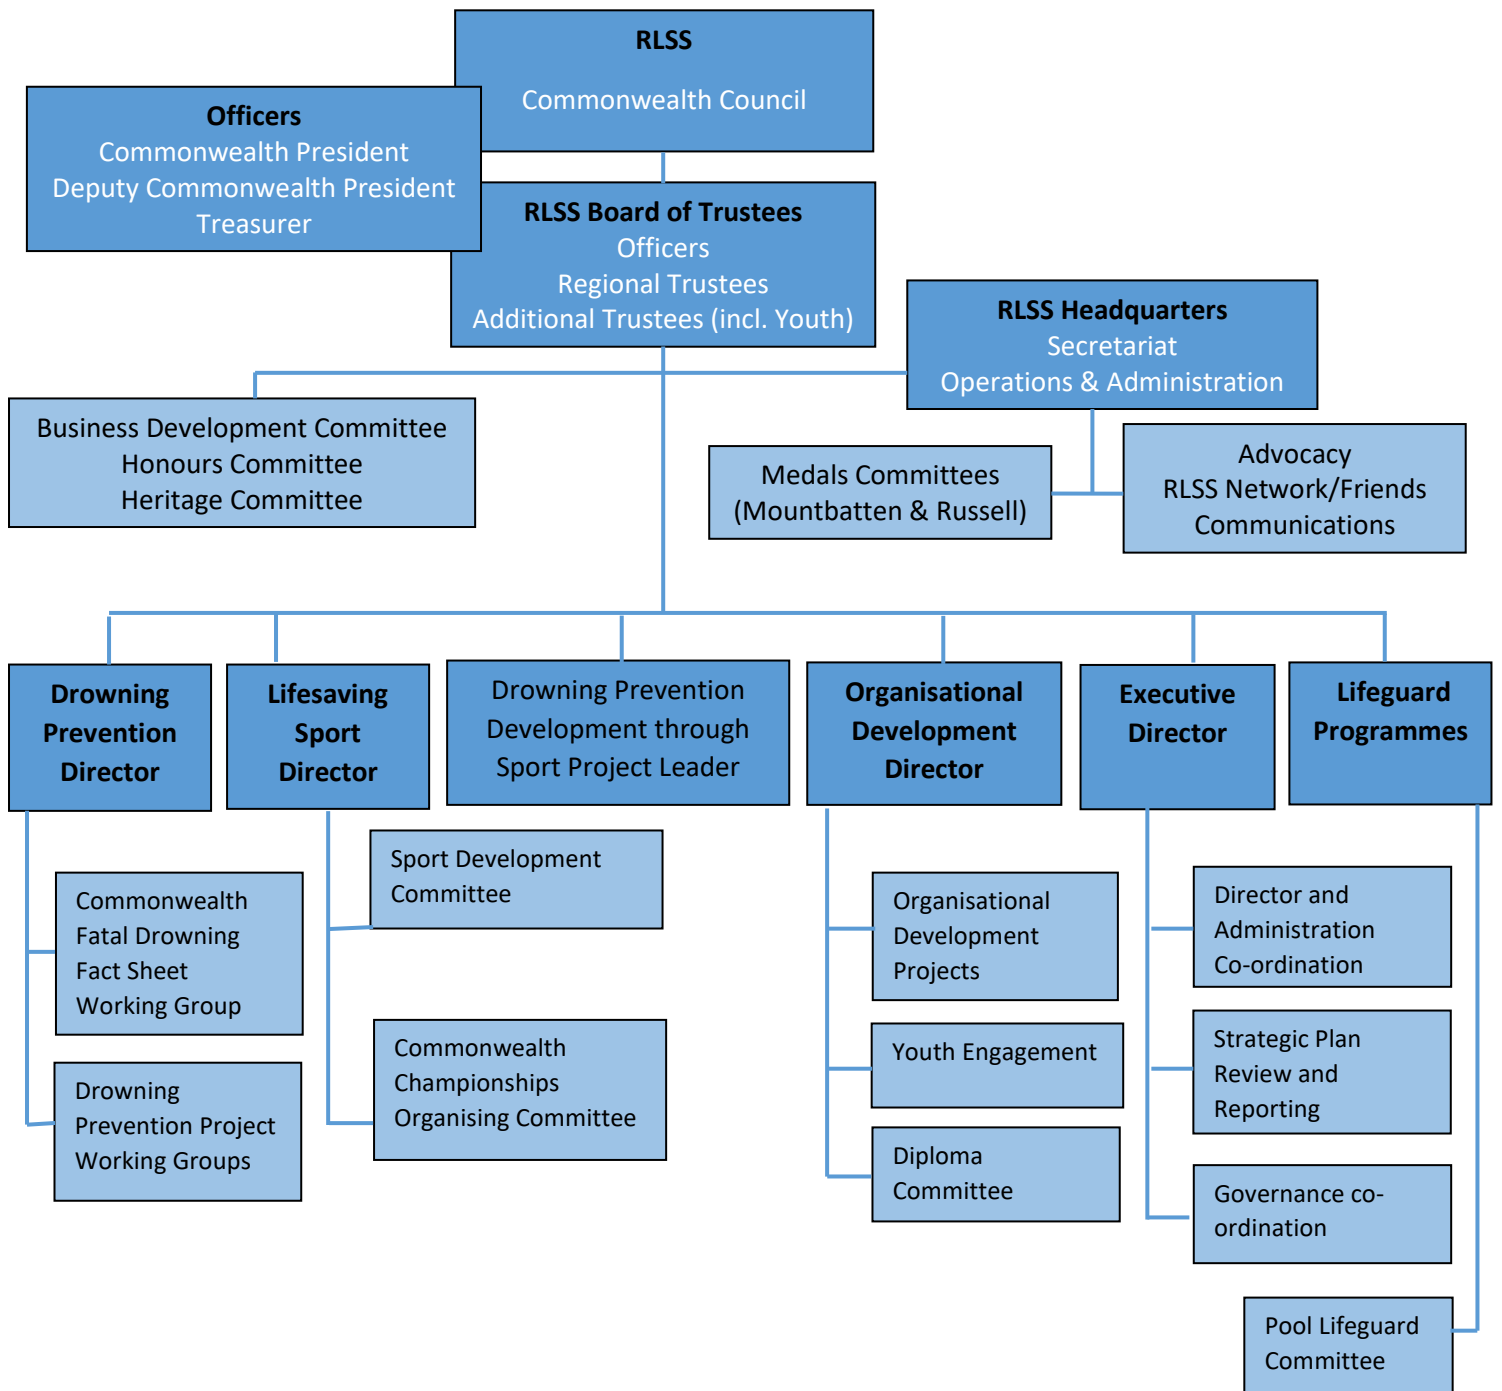 RLSS
Commonwealth Council
Officers
Commonwealth President
Deputy Commonwealth President
Treasurer
RLSS Board of Trustees
Officers
Regional Trustees
Additional Trustees (incl. Youth)
RLSS Headquarters
Secretariat
Operations & Administration
Business Development Committee
Honours Committee
Heritage Committee
Medals Committees
(Mountbatten & Russell)
Advocacy
RLSS Network/Friends
Communications
Drowning
Prevention
Director
Lifesaving
Sport
Director
Drowning Prevention
Development through
Sport Project Leader
Organisational
Development
Director
Executive
Director
Lifeguard
Programmes
Commonwealth
Fatal Drowning
Fact Sheet
Working Group
Drowning
Prevention Project
Working Groups
Sport Development
Committee
Commonwealth
Championships
Organising Committee
Organisational
Development
Projects
Youth Engagement
Diploma
Committee
Director and
Administration
Co-ordination
Strategic Plan
Review and
Reporting
Governance co-
ordination
Pool Lifeguard
Committee